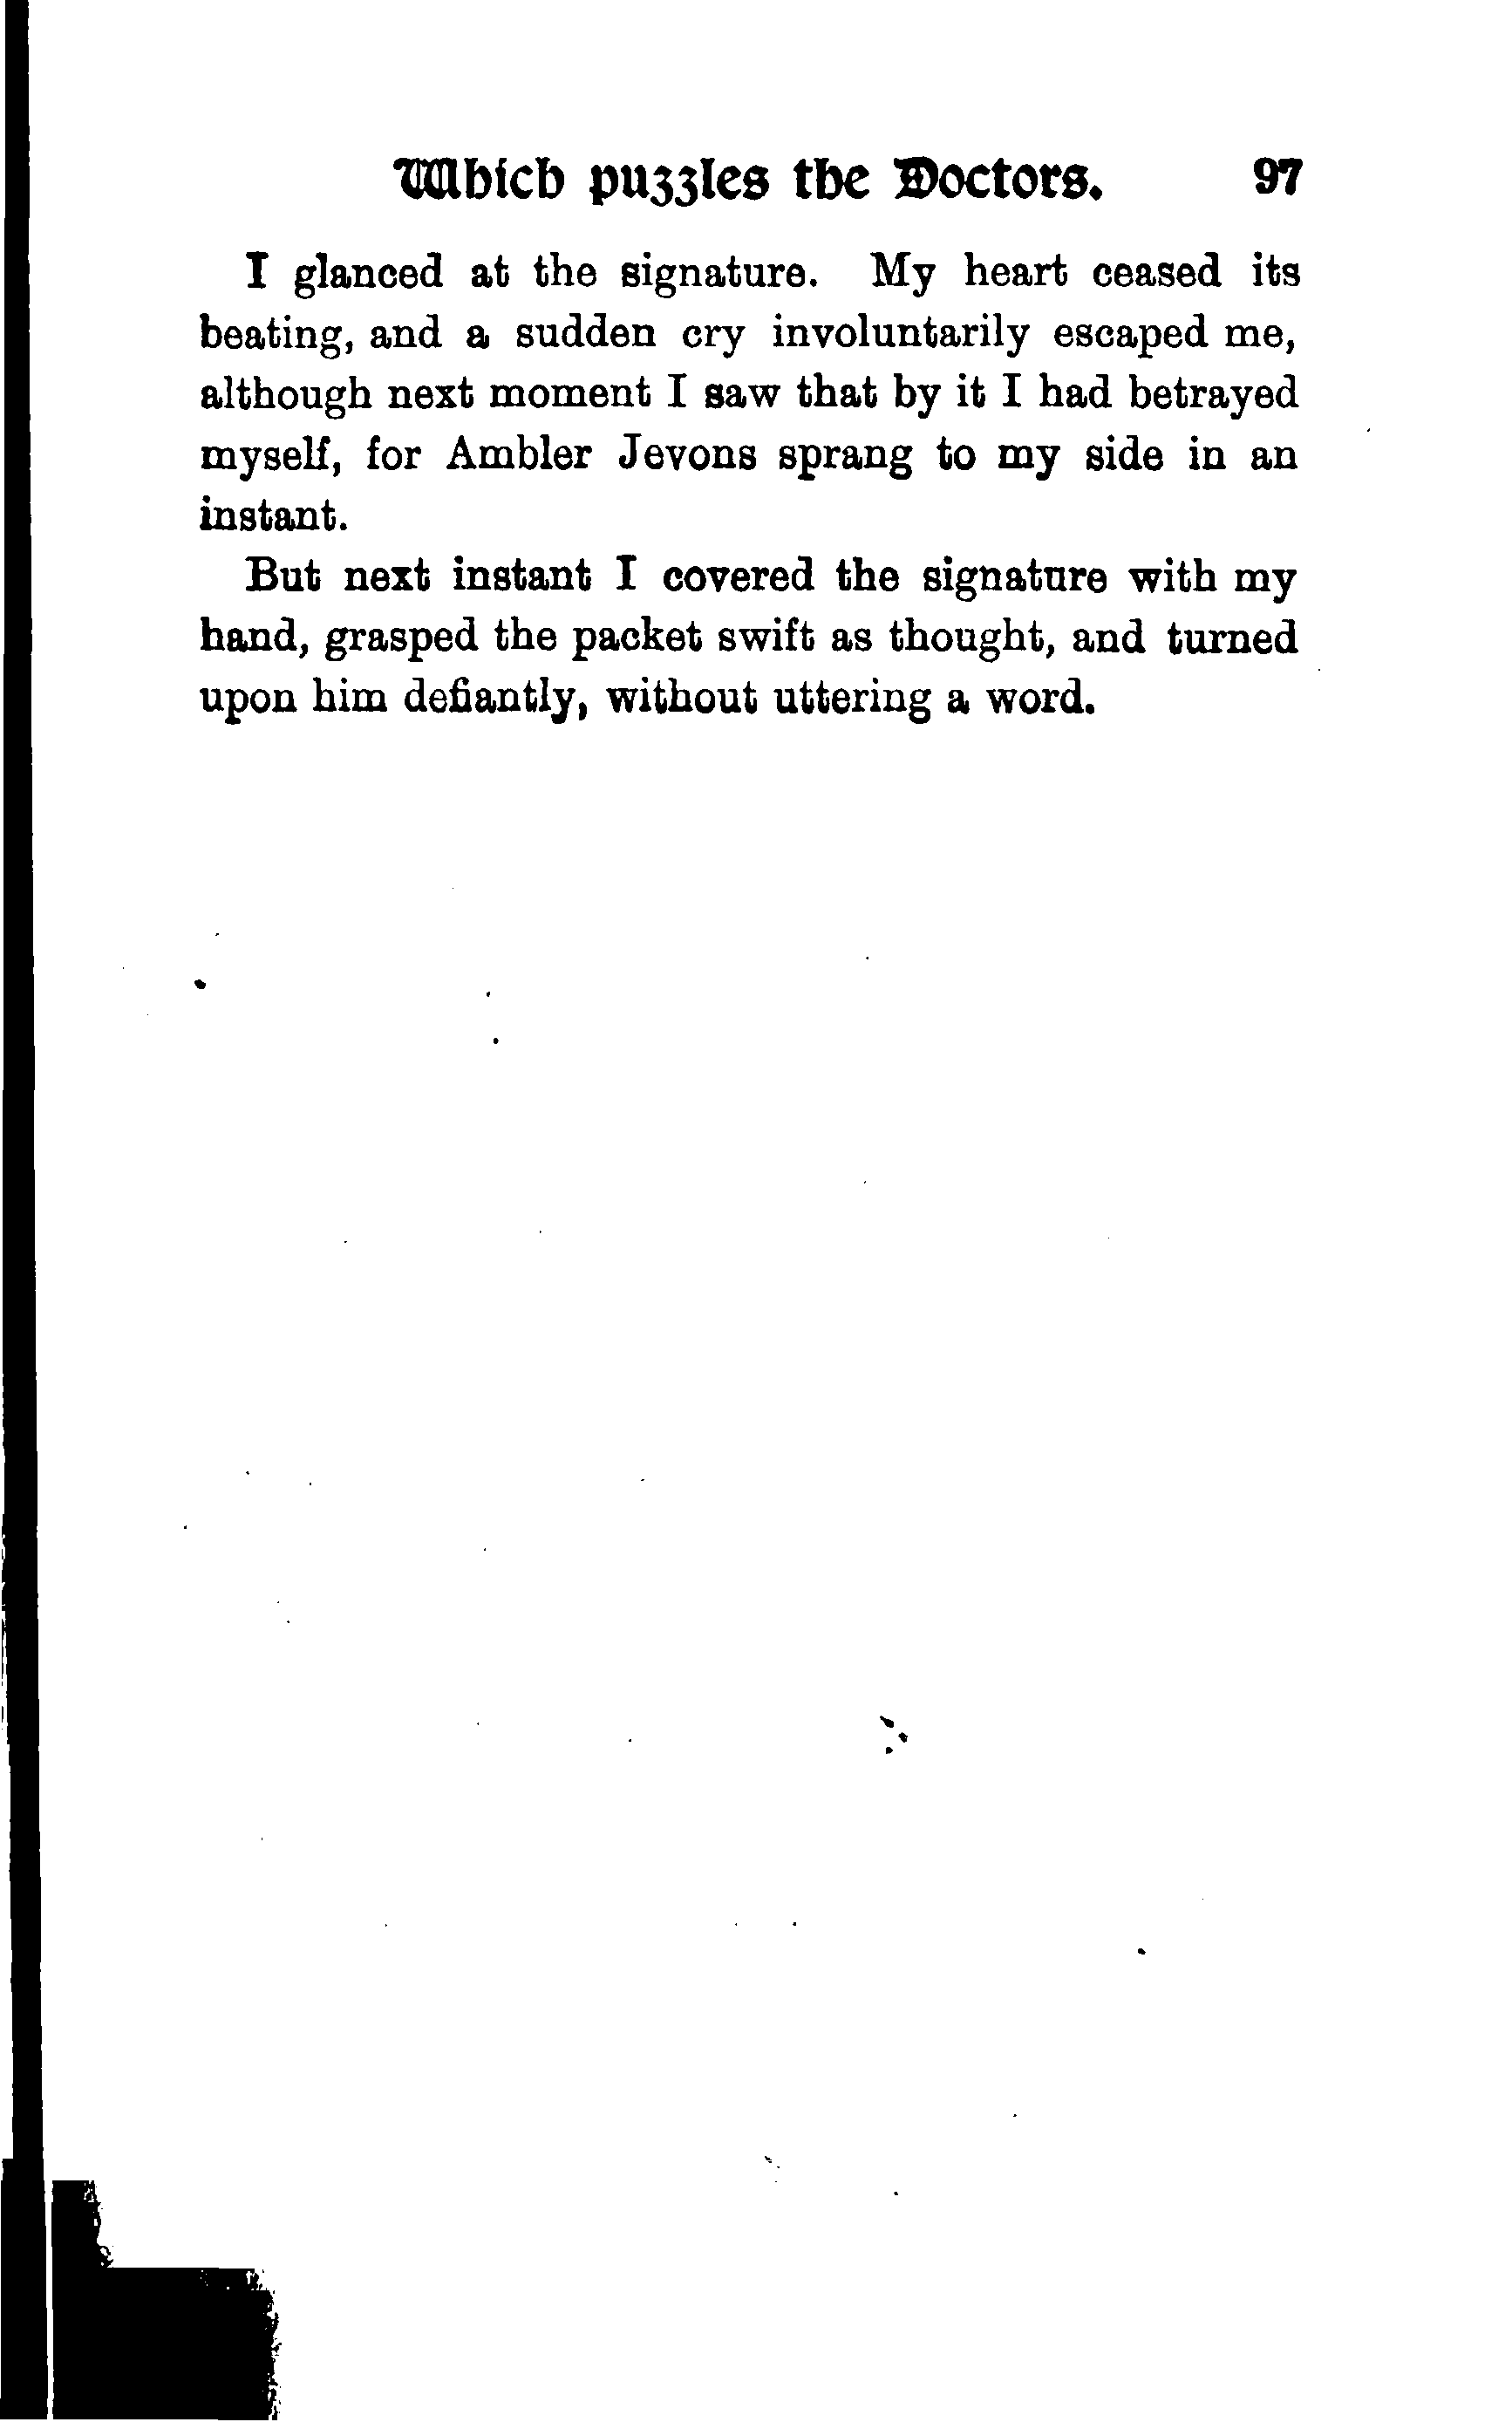 Which puzzles the Doctors. 97
I glanced at the signature. My heart ceased its
beating, and a sudden cry involuntarily escaped me,
although next moment I saw that by it I had betrayed
myself, for Ambler Jevons sprang to my side in an
instant.
But next instant I covered the signature with my
hand, grasped the packet swift as thought, and turned
upon him defiantly, without uttering a word.